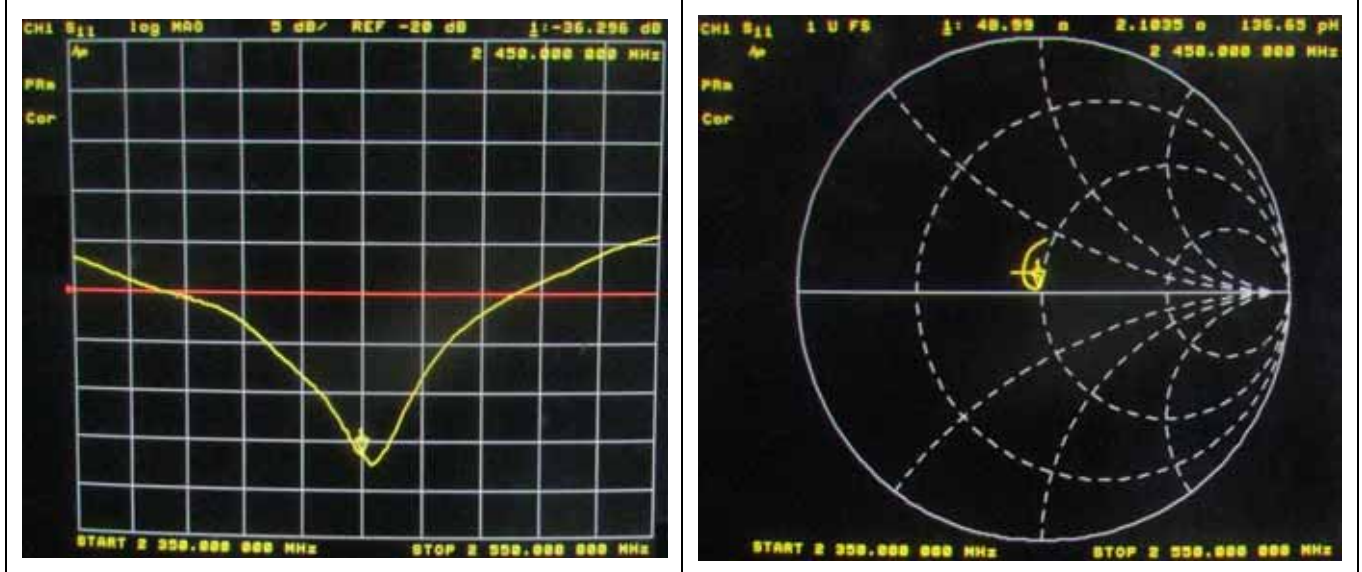 CH1 S11 log MAG 5 dB/ REF -20 dB 1:-36.296 dB
2 450.000 000 MHz
PRm
Cor
START 2 350.000 000 MHz STOP 2 550.000 000 MHz
CH1 S11 1 U FS 1: 48.99 Ω 2.1035 Ω 136.65 pH
2 450.000 000 MHz
PRm
Cor
START 2 350.000 000 MHz STOP 2 550.000 000 MHz